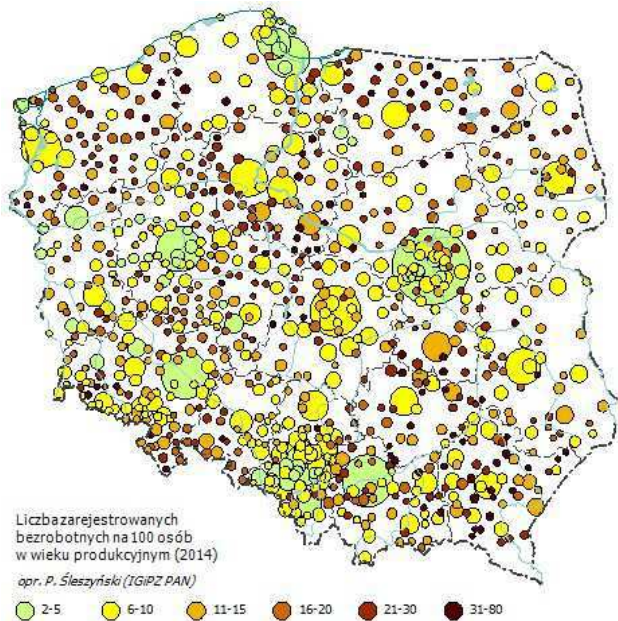 Liczba zarejestrowanych
bezrobotnych na 100 osób
w wieku produkcyjnym (2014)
opr. P. Śleszyński (IGiPZ PAN)
2-5 6-10 11-15 16-20 21-30 31-80